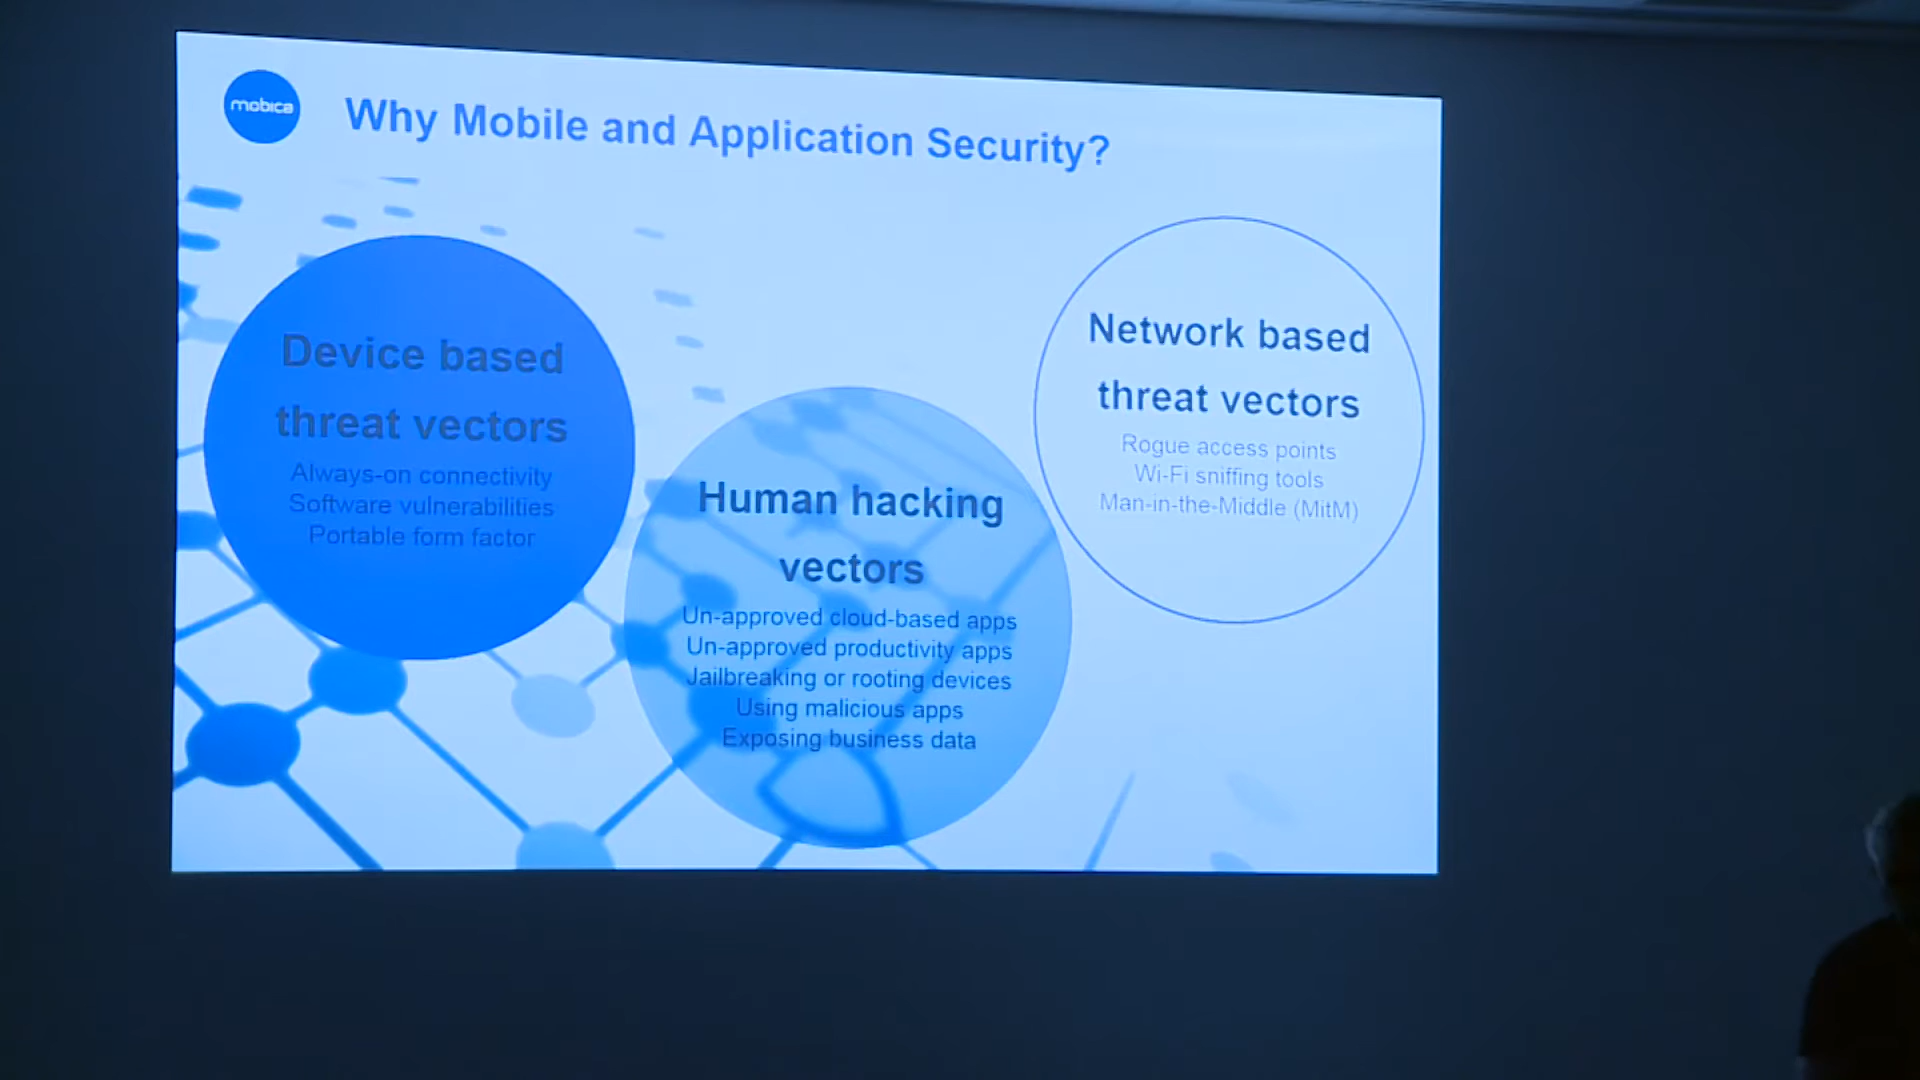 mobica
Why Mobile and Application Security?
Device based
threat vectors
Always-on connectivity
Software vulnerabilities
Portable form factor
Human hacking
vectors
Un-approved cloud-based apps
Un-approved productivity apps
Jailbreaking or rooting devices
Using malicious apps
Exposing business data
Network based
threat vectors
Rogue access points
Wi-Fi sniffing tools
Man-in-the-Middle (MitM)